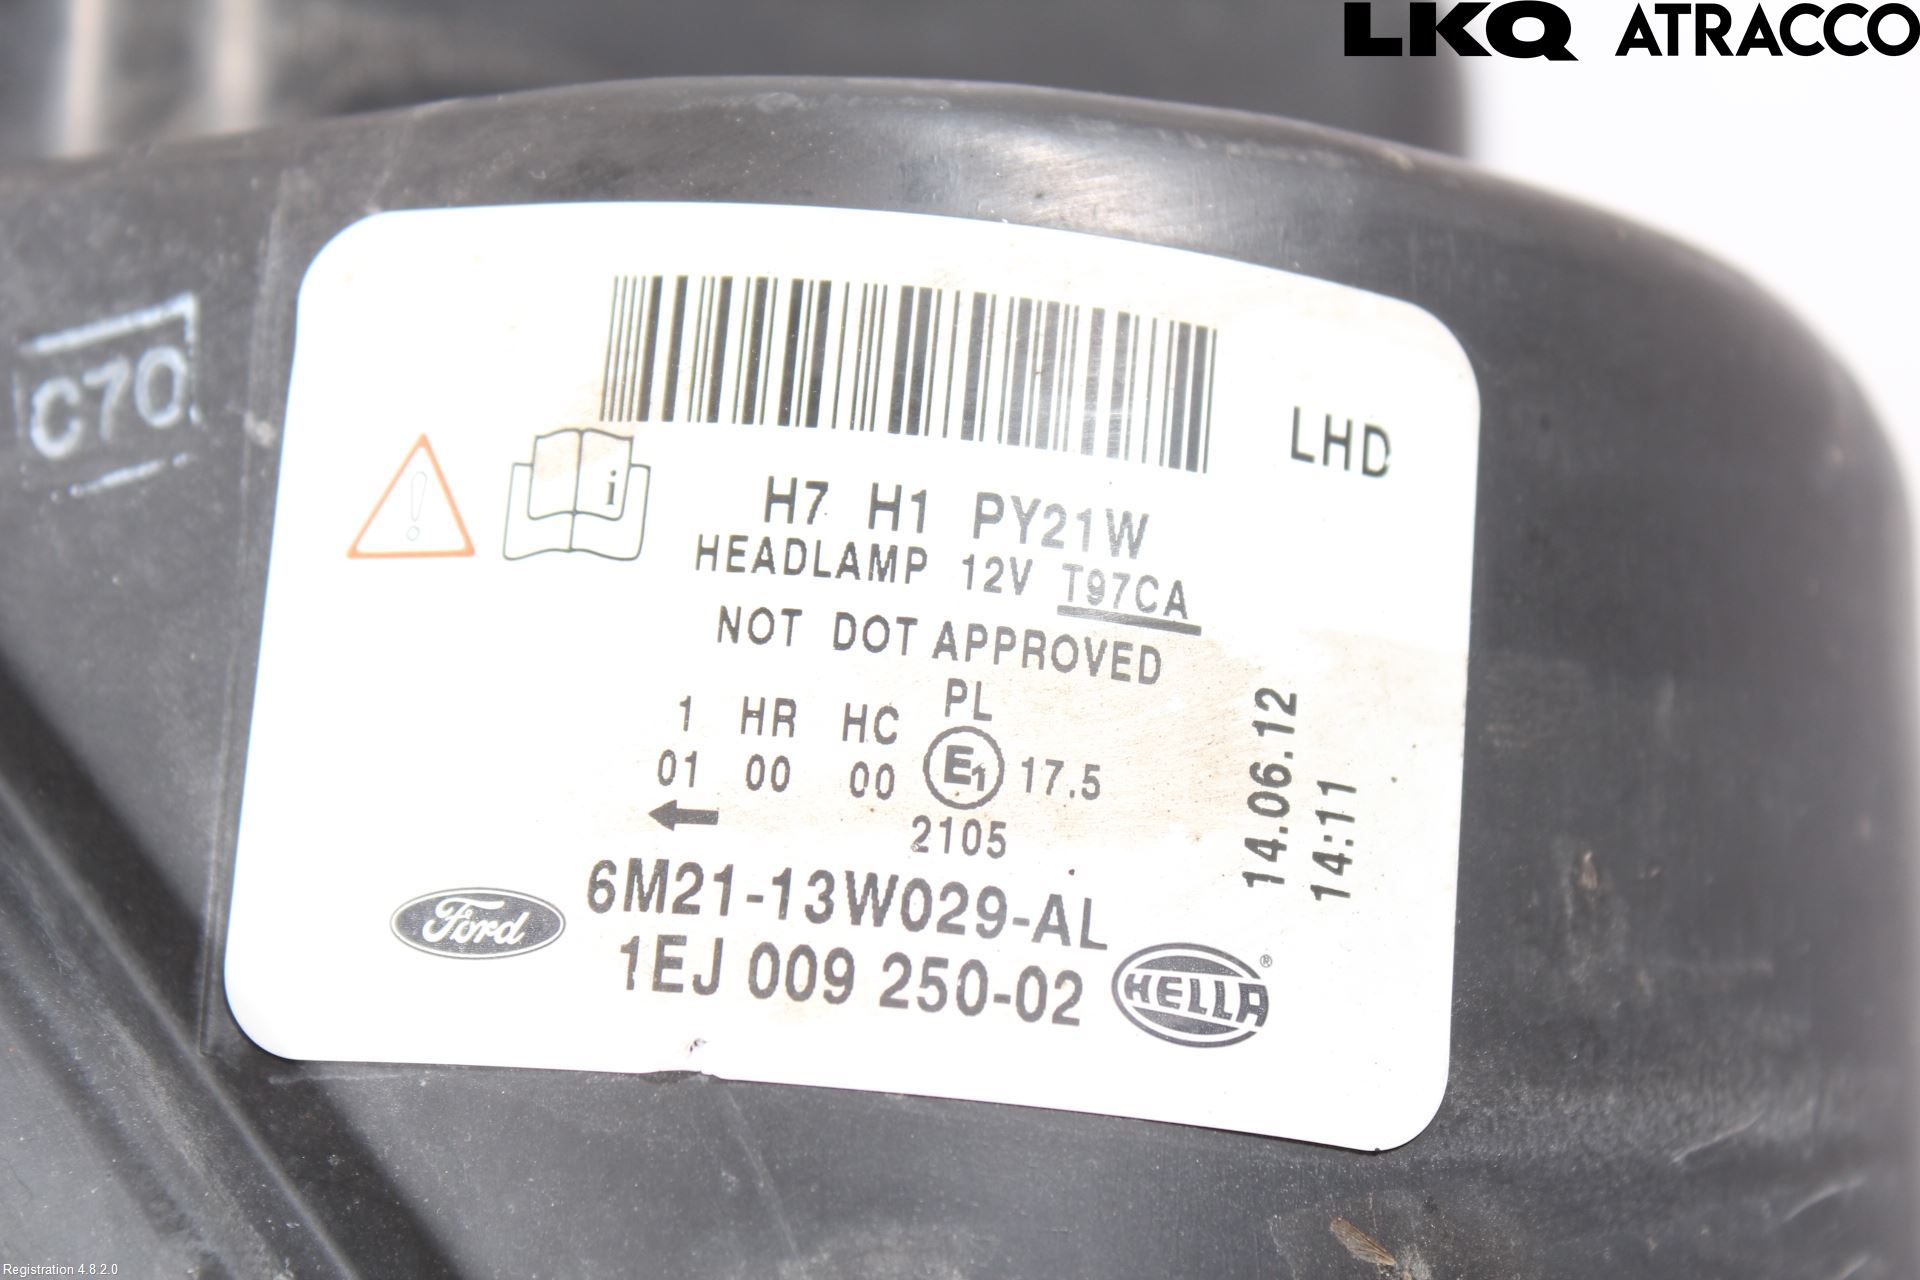 LKQ ATRACCO
C70
LHD
i
H7 H1 PY21W
HEADLAMP 12V T97CA
NOT DOT APPROVED
PL
1 HR HC
01 00 00 E1 17.5
2105
14.06.12
14:11
6M21-13W029-AL
Ford
1EJ 009 250-02
HELLA®
Registration 4.8.2.0